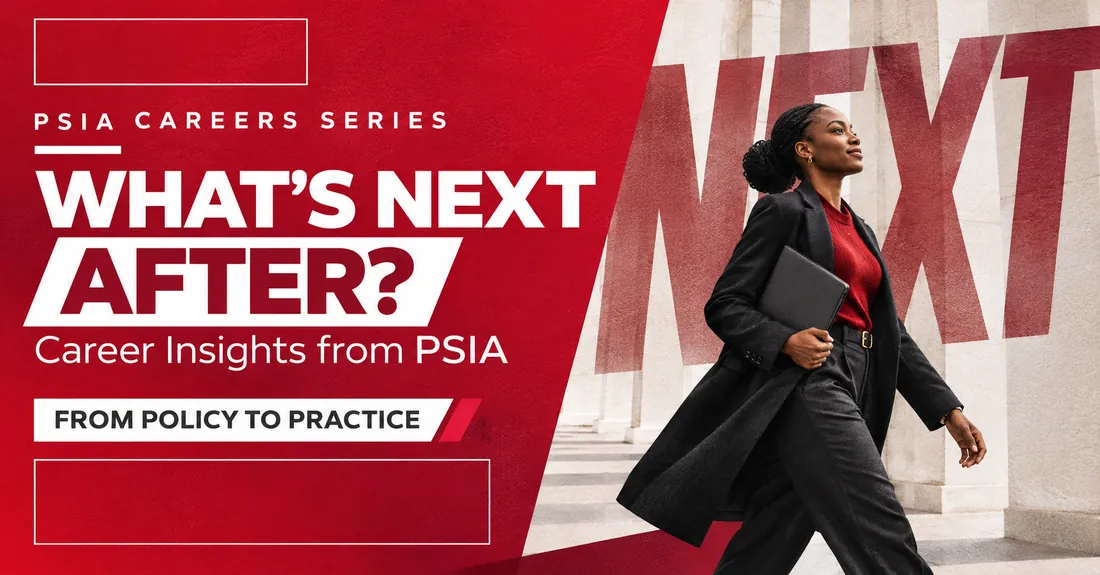 PSIA CAREERS SERIES
WHAT'S NEXT
AFTER?
Career Insights from PSIA
FROM POLICY TO PRACTICE
NEXT